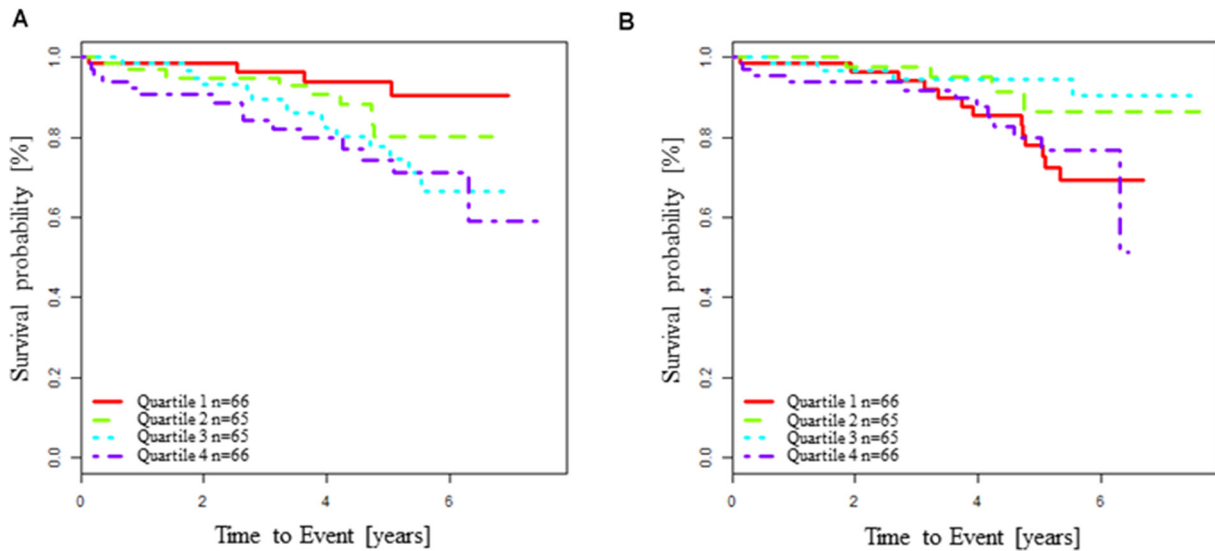 A
Survival probability [%]
1.0
0.8
0.6
0.4
0.2
0.0
Quartile 1 n=66
Quartile 2 n=65
Quartile 3 n=65
Quartile 4 n=66
0 2 4 6
Time to Event [years]
B
Survival probability [%]
1.0
0.8
0.6
0.4
0.2
0.0
Quartile 1 n=66
Quartile 2 n=65
Quartile 3 n=65
Quartile 4 n=66
0 2 4 6
Time to Event [years]